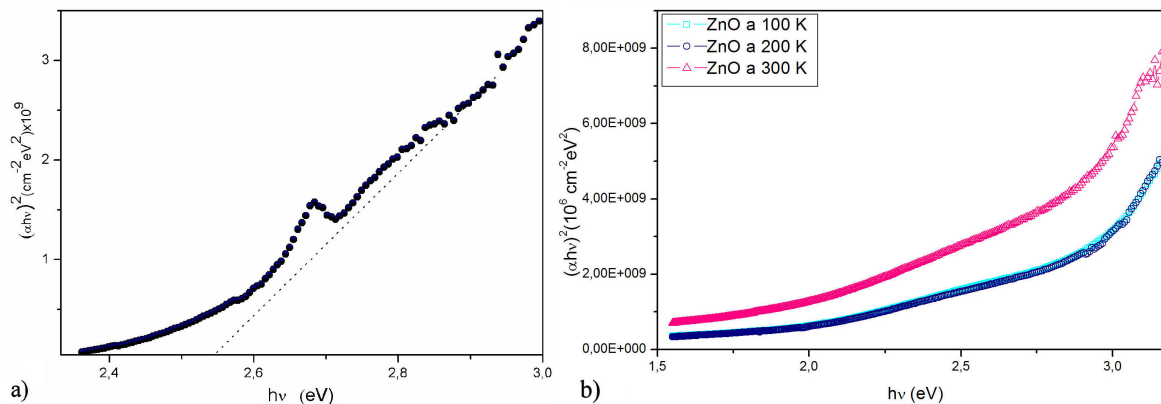 3
2
1
(αhν)²(cm⁻²eV²)x10⁹
2,4
2,6
2,8
3,0
hν (eV)
a)
ZnO a 100 K
ZnO a 200 K
ZnO a 300 K
8,00E+009
6,00E+009
4,00E+009
2,00E+009
0,00E+000
(αhν)²(10⁶ cm⁻²eV²)
1,5
2,0
2,5
3,0
hν (eV)
b)